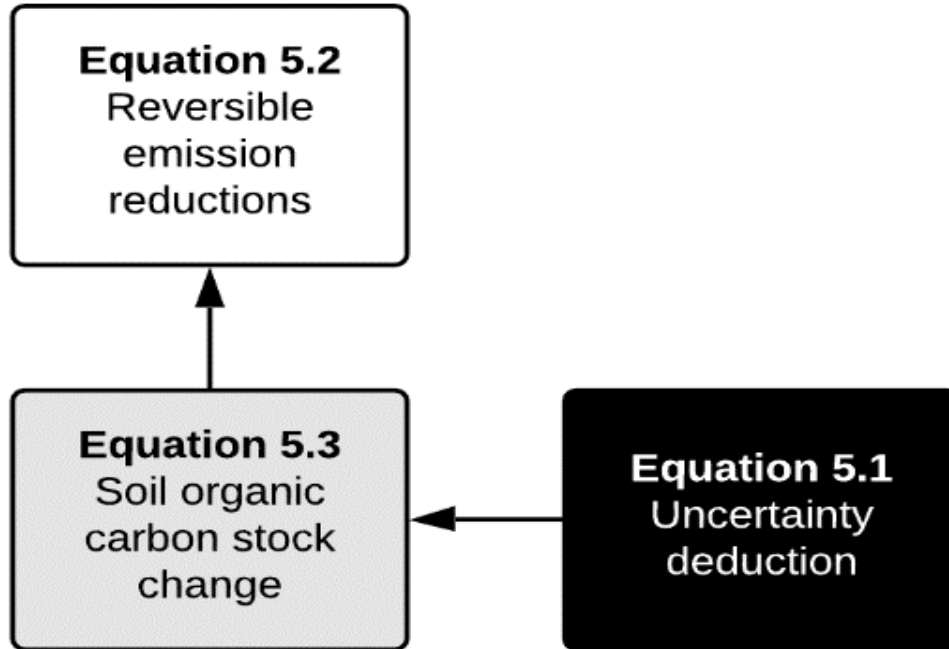 Equation 5.2
Reversible
emission
reductions
Equation 5.3
Soil organic
carbon stock
change
Equation 5.1
Uncertainty
deduction